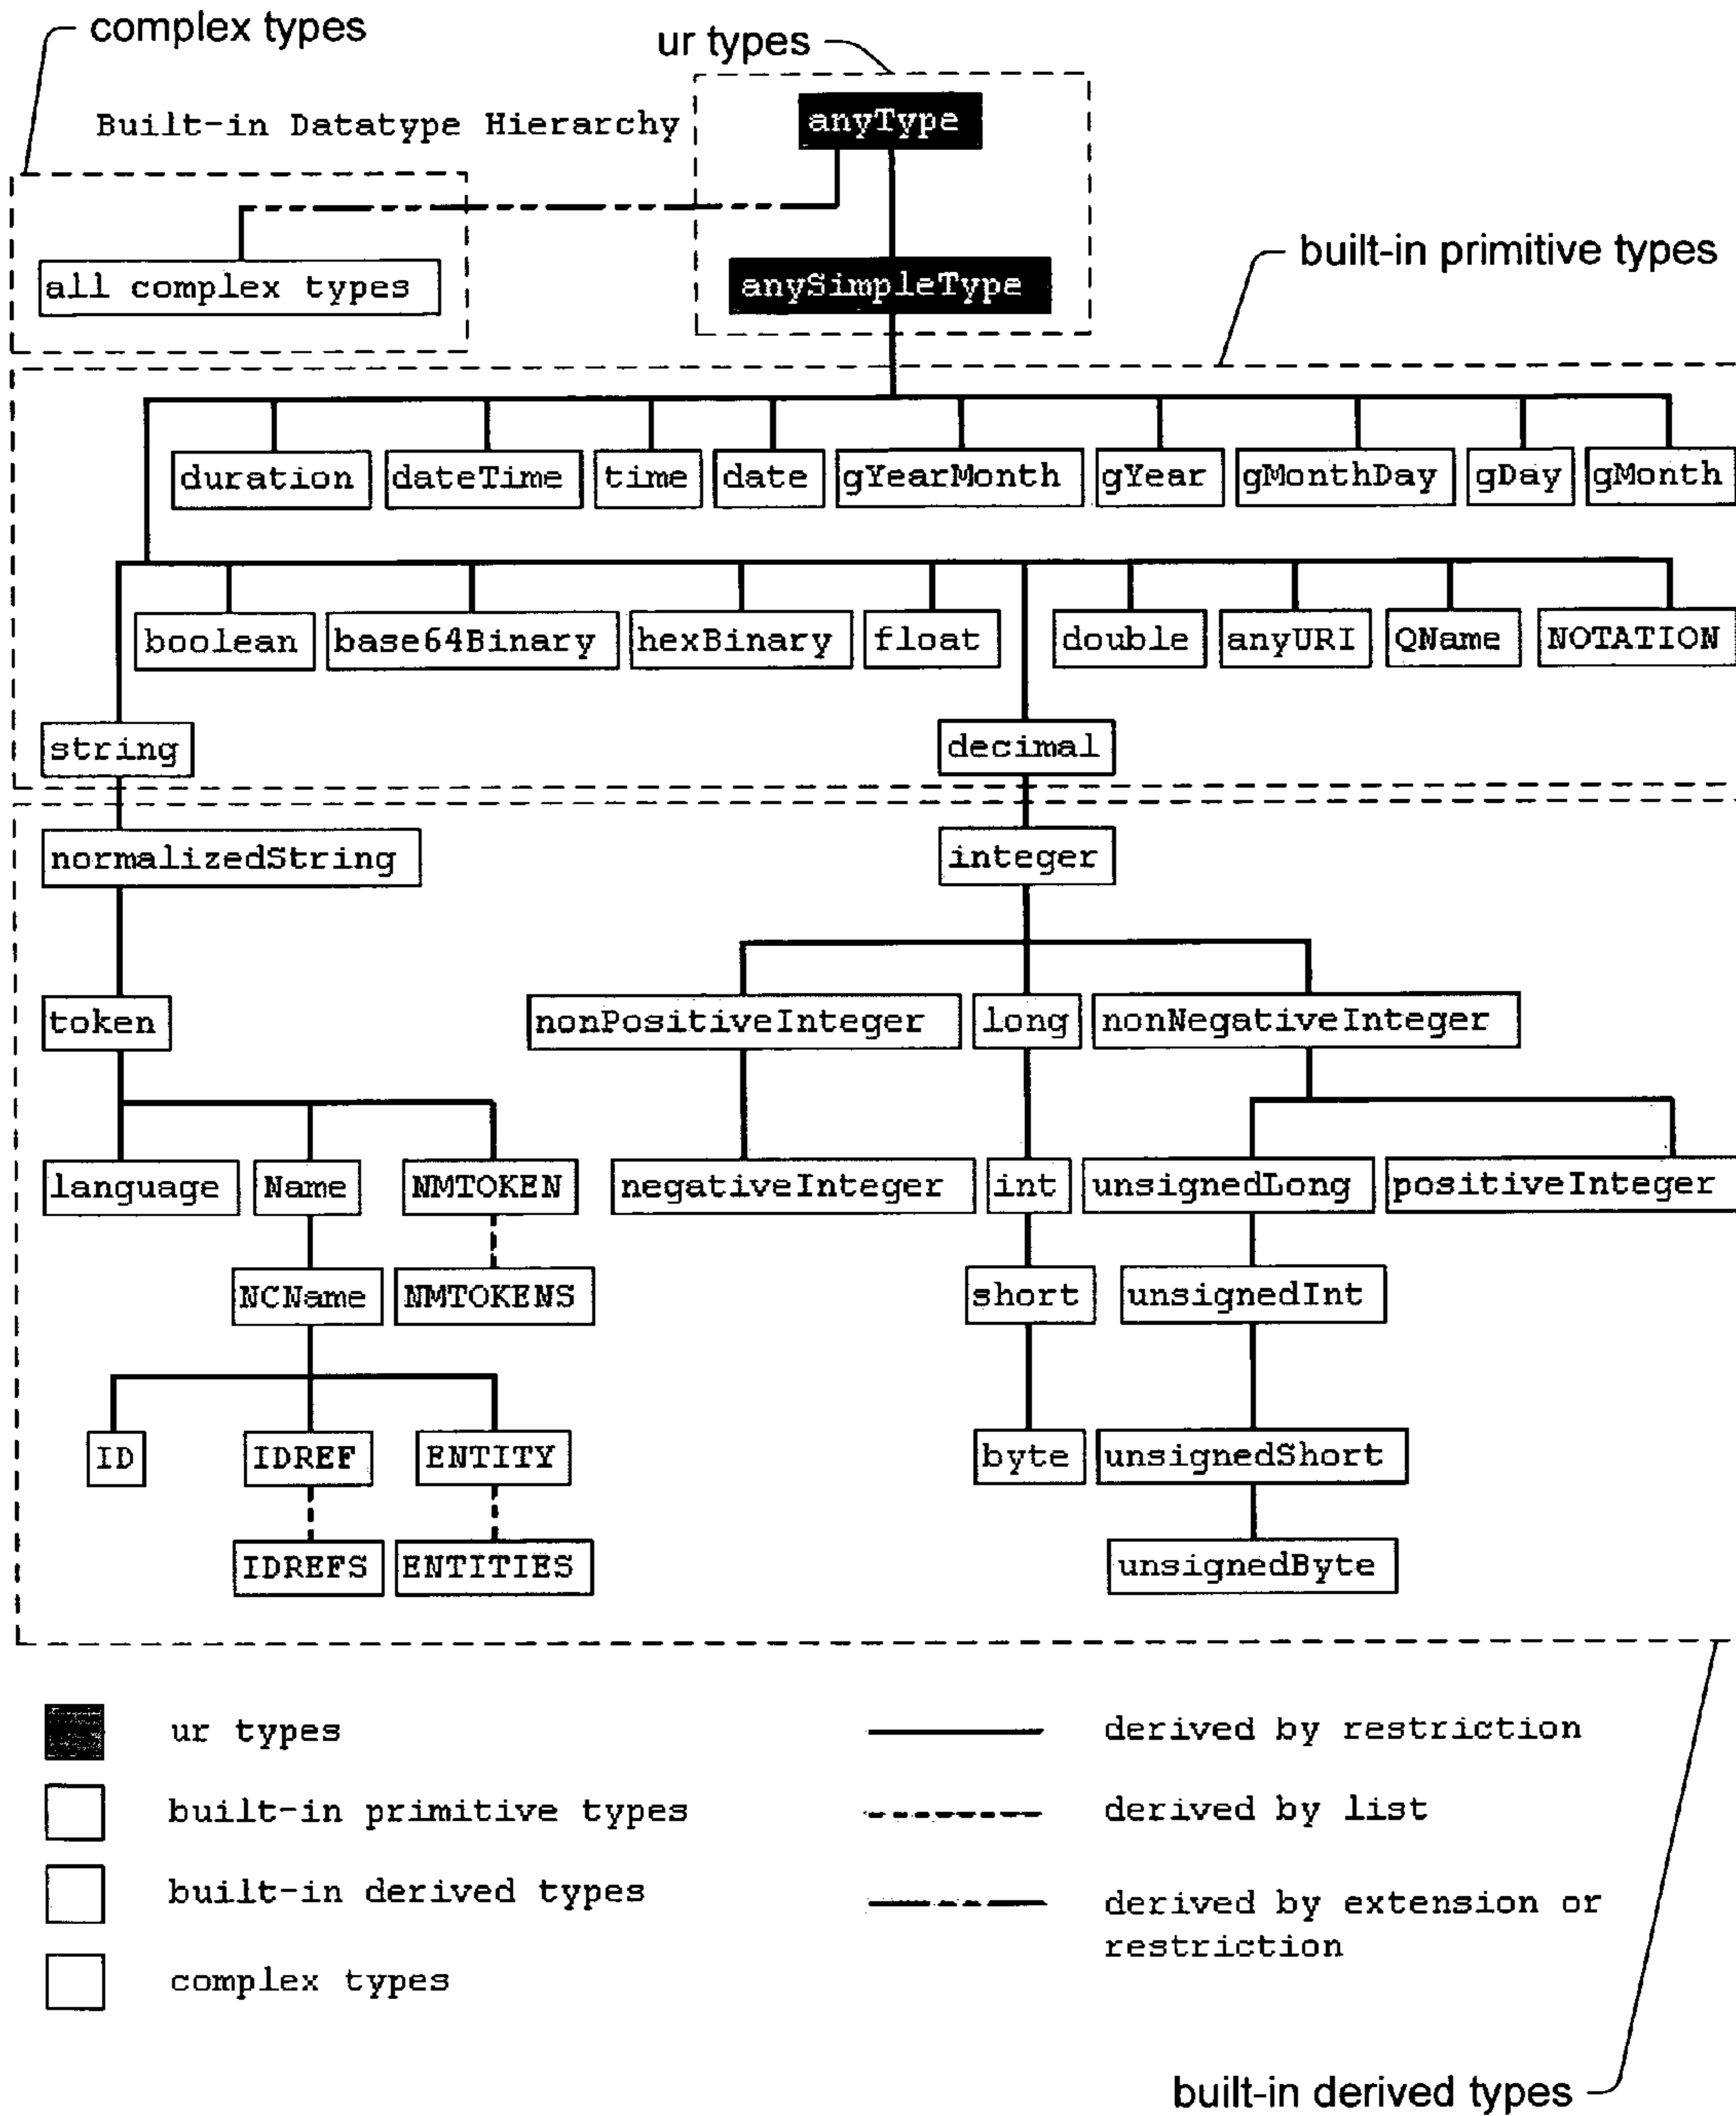 complex types
ur types
Built-in Datatype Hierarchy
anyType
all complex types
anySimpleType
built-in primitive types
duration dateTime time date gYearMonth gYear gMonthDay gDay gMonth
boolean base64Binary hexBinary float double anyURI QName NOTATION
string decimal
normalizedString integer
token nonPositiveInteger long nonNegativeInteger
language Name NMTOKEN negativeInteger int unsignedLong positiveInteger
NCName NMTOKENS short unsignedInt
ID IDREF ENTITY byte unsignedShort
IDREFS ENTITIES unsignedByte
ur types
built-in primitive types
built-in derived types
complex types
derived by restriction
derived by list
derived by extension or
restriction
built-in derived types